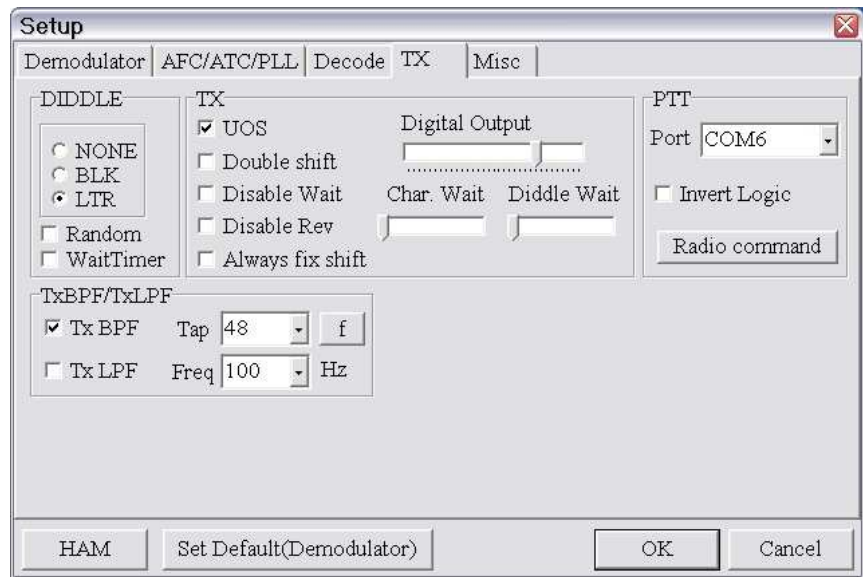 Setup
Demodulator AFC/ATC/PLL Decode TX Misc
DIDDLE
NONE
BLK
LTR
Random
WaitTimer
TX
UOS
Double shift
Disable Wait
Disable Rev
Always fix shift
Digital Output
Char. Wait Diddle Wait
PTT
Port COM6
Invert Logic
Radio command
TxBPF/TxLPF
Tx BPF Tap 48 f
Tx LPF Freq 100 Hz
HAM Set Default(Demodulator) OK Cancel